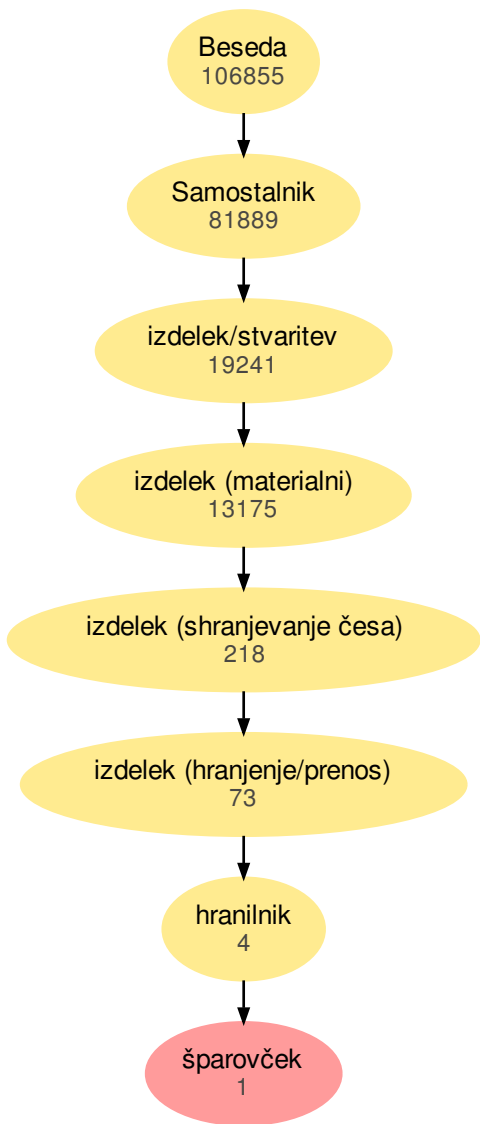 Beseda
106855
Samostalnik
81889
izdelek/stvaritev
19241
izdelek (materialni)
13175
izdelek (shranjevanje česa)
218
izdelek (hranjenje/prenos)
73
hranilnik
4
šparovček
1